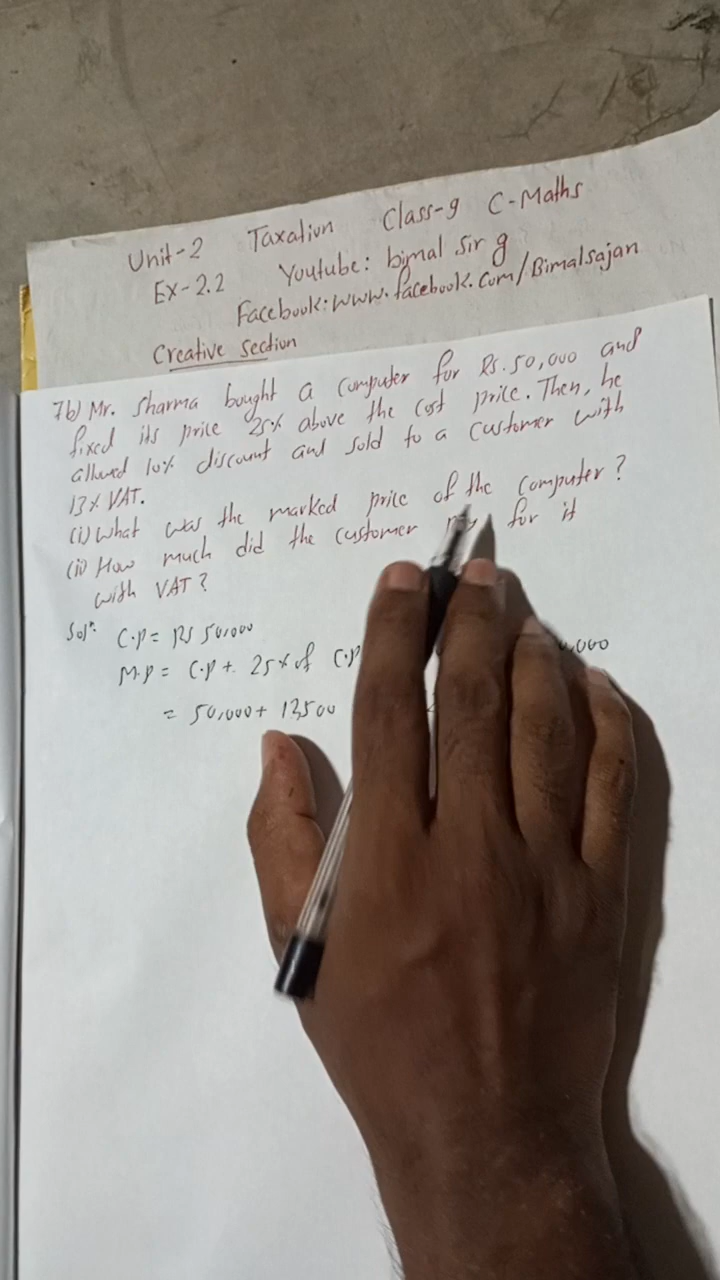 Unit-2 Taxation Class-9 C-Maths
Ex-2.2 Youtube: bimal sir g
Facebook: www.facebook.com/Bimalsajan
Creative section
7b) Mr. Sharma bought a computer for Rs. 50,000 and
fixed its price 25% above the cost price. Then, he
allowed 10% discount and sold to a customer with
13% VAT.
(i) What was the marked price of the computer?
(ii) How much did the customer for it
with VAT?
Solⁿ. C.P = Rs 50,000
M.P = C.P + 25% of C.P
= 50,000 + 12,500